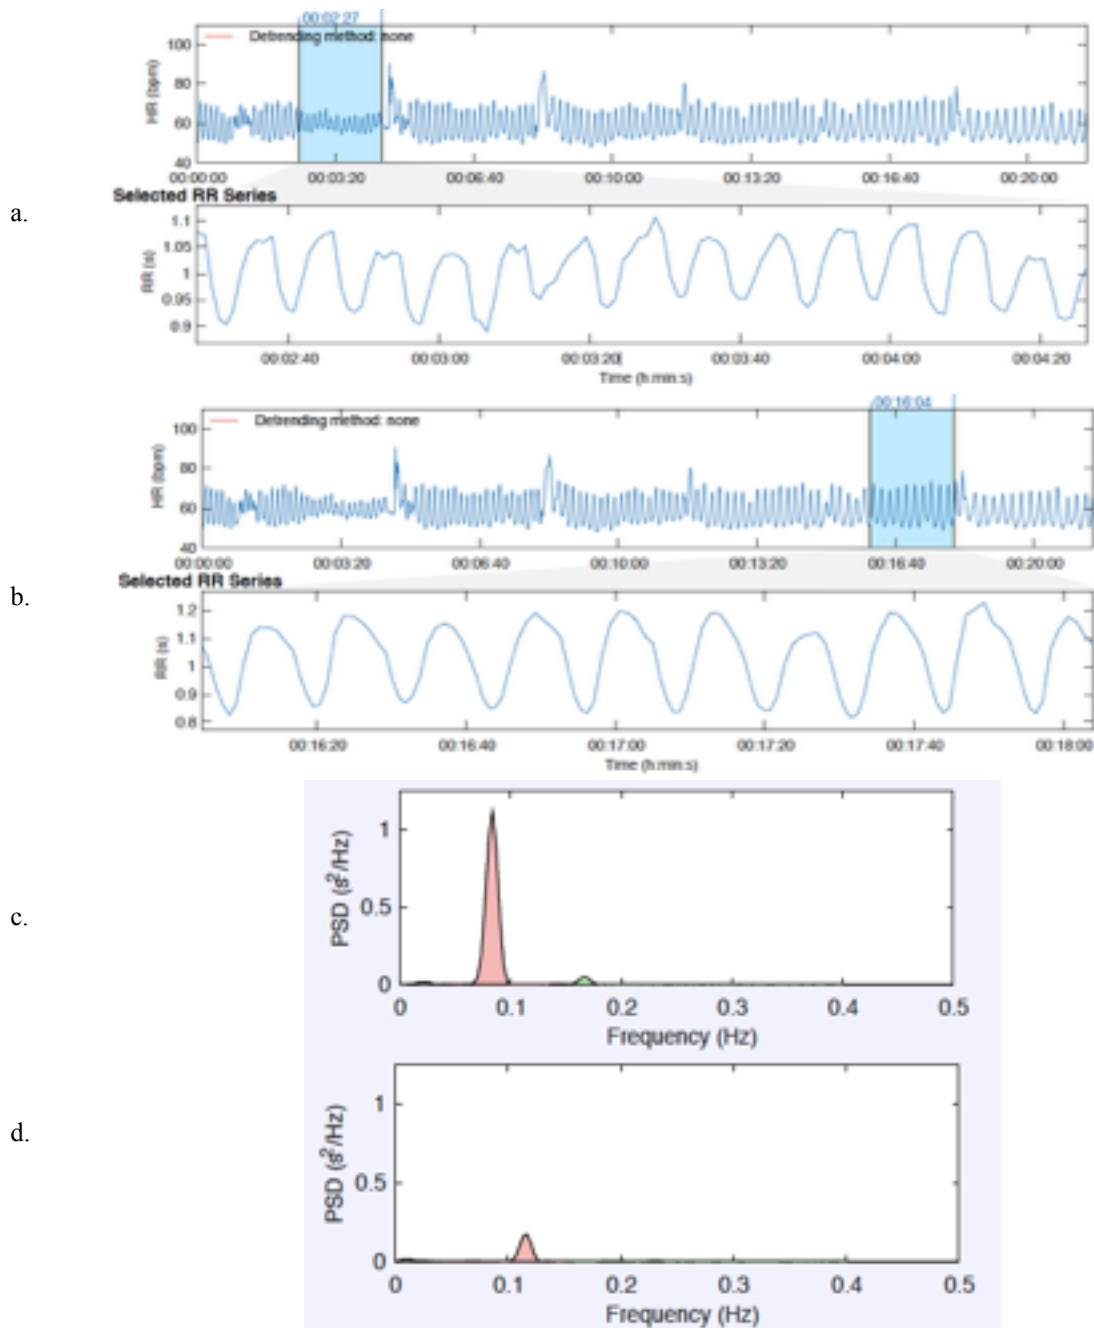 00:02:27
Detrending method: none
100
80
60
40
HR (bpm)
00:00:00 00:03:20 00:06:40 00:10:00 00:13:20 00:16:40 00:20:00
Selected RR Series
a.
1.1
1.05
1
0.95
0.9
RR (s)
00:02:40 00:03:00 00:03:20 00:03:40 00:04:00 00:04:20
Time (h:min:s)
00:16:04
Detrending method: none
100
80
60
40
HR (bpm)
00:00:00 00:03:20 00:06:40 00:10:00 00:13:20 00:16:40 00:20:00
Selected RR Series
b.
1.2
1.1
1
0.9
0.8
RR (s)
00:16:20 00:16:40 00:17:00 00:17:20 00:17:40 00:18:00
Time (h:min:s)
c.
1
0.5
0
PSD (s²/Hz)
0 0.1 0.2 0.3 0.4 0.5
Frequency (Hz)
d.
1
0.5
0
PSD (s²/Hz)
0 0.1 0.2 0.3 0.4 0.5
Frequency (Hz)